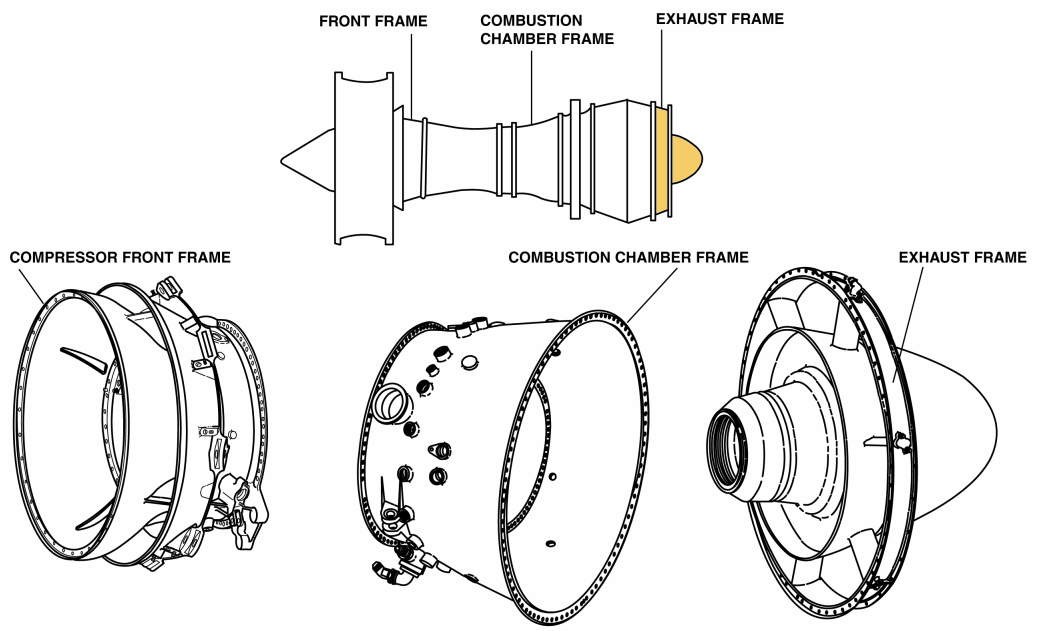 FRONT FRAME
COMBUSTION
CHAMBER FRAME
EXHAUST FRAME
COMPRESSOR FRONT FRAME
COMBUSTION CHAMBER FRAME
EXHAUST FRAME